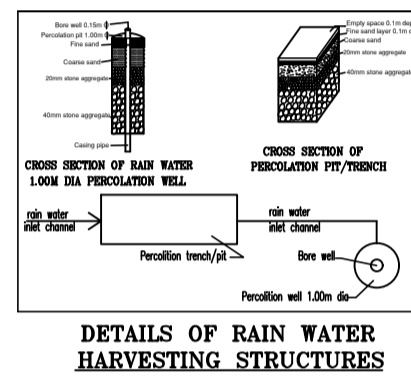 Bore well 0.15m ϕ
Percolation pit 1.00m ϕ
Fine sand
Coarse sand
20mm stone aggregate
40mm stone aggregate
Casing pipe
CROSS SECTION OF RAIN WATER
1.00M DIA PERCOLATION WELL
Empty space 0.1m dep
Fine sand layer 0.1m d
Coarse sand
20mm stone aggregate
40mm stone aggregate
CROSS SECTION OF
PERCOLATION PIT/TRENCH
rain water
inlet channel
Percolition trench/pit
rain water
inlet channel
Bore well
Percolition well 1.00m dia
DETAILS OF RAIN WATER
HARVESTING STRUCTURES